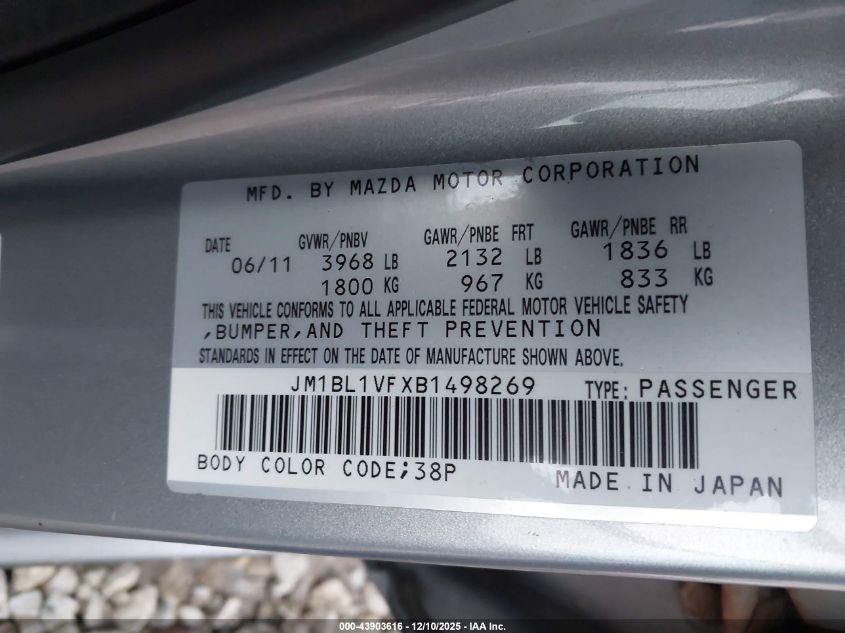 MFD. BY MAZDA MOTOR CORPORATION
DATE GVWR/PNBV GAWR/PNBE FRT GAWR/PNBE RR
06/11 3968 LB 2132 LB 1836 LB
1800 KG 967 KG 833 KG
THIS VEHICLE CONFORMS TO ALL APPLICABLE FEDERAL MOTOR VEHICLE SAFETY
,BUMPER,AND THEFT PREVENTION
STANDARDS IN EFFECT ON THE DATE OF MANUFACTURE SHOWN ABOVE.
JM1BL1VFXB1498269 TYPE: PASSENGER
BODY COLOR CODE;38P MADE IN JAPAN
000-43903616 - 12/10/2025 - IAA Inc.